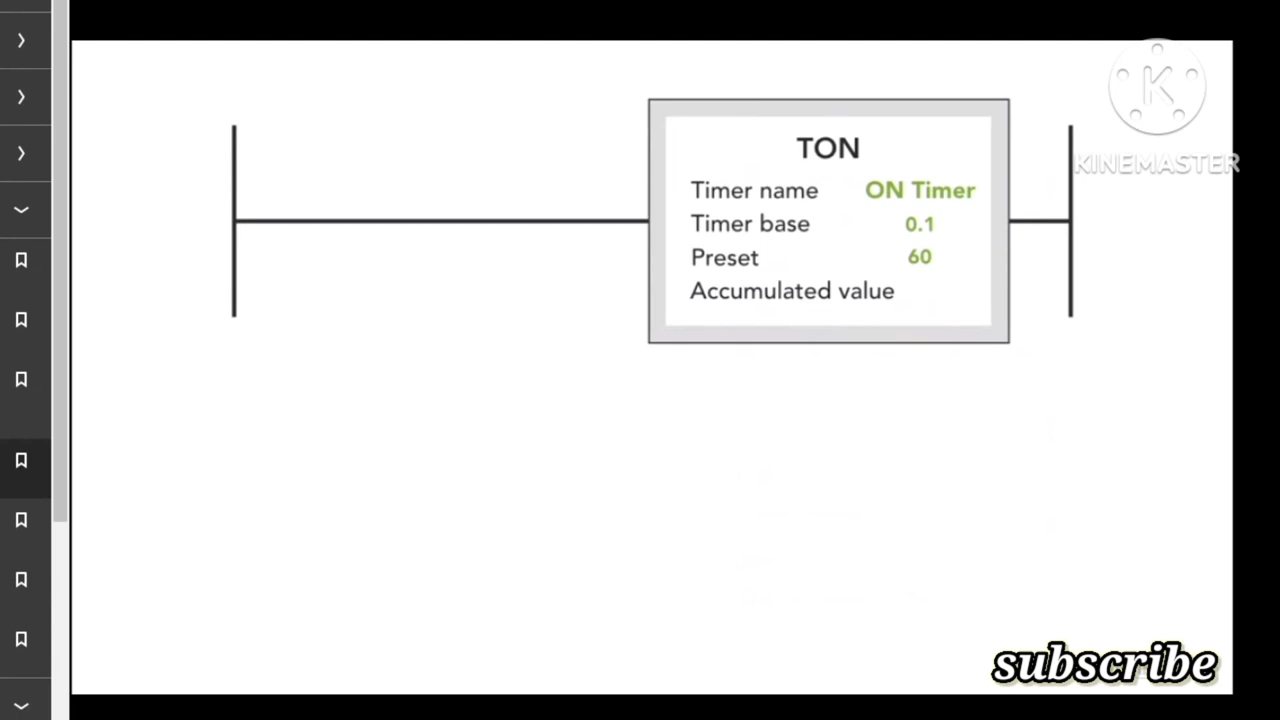 KINEMASTER
TON
Timer name ON Timer
Timer base 0.1
Preset 60
Accumulated value
subscribe